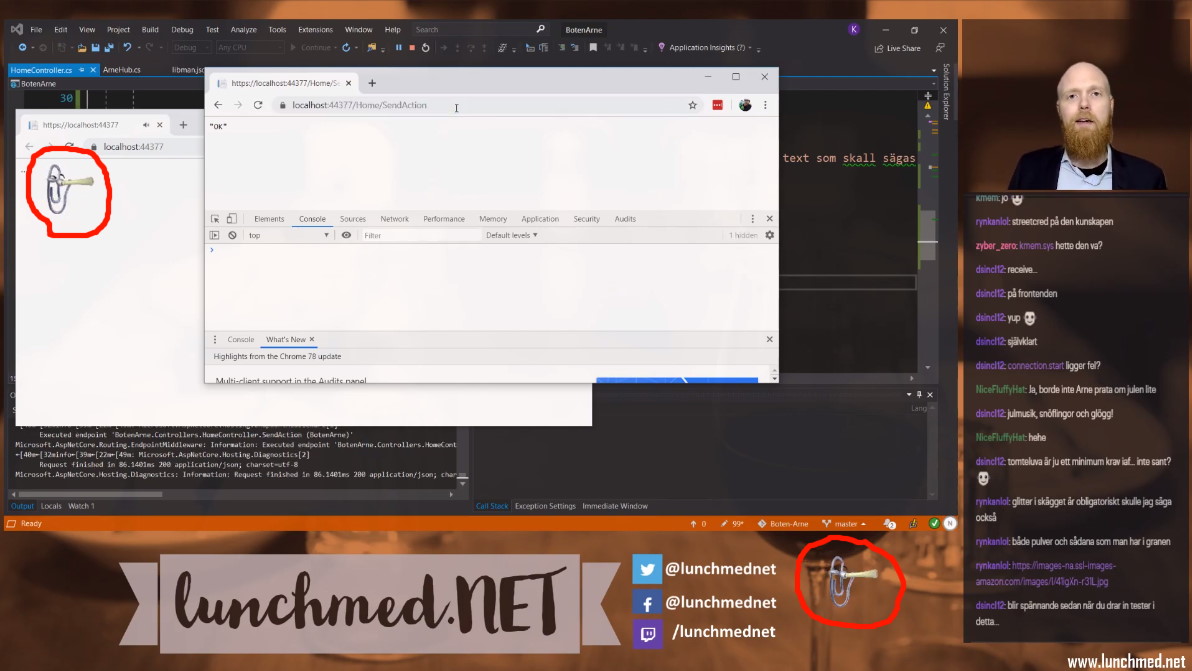 File Edit View Project Build Debug Test Analyze Tools Extensions Window Help Search BotenArne K
Debug Any CPU Continue Application Insights (?) Live Share
HomeController.cs ArneHub.cs libman.jso
BotenArne
30
Solution Explorer
https://localhost:44377/Home/Se
localhost:44377/Home/SendAction
"OK"
https://localhost:44377
localhost:44377
text som skall sägas
Elements Console Sources Network Performance Memory Application Security Audits
top Filter Default levels 1 hidden
Console What's New
Highlights from the Chrome 78 update
Multi-client support in the Audits panel
Lang
Executed endpoint 'BotenArne.Controllers.HomeController.SendAction (BotenArne)'
Microsoft.AspNetCore.Routing.EndpointMiddleware: Information: Executed endpoint 'BotenArne.Controllers.HomeCont
←[40m←[32minfo←[39m←[22m←[49m: Microsoft.AspNetCore.Hosting.Diagnostics[2]
Request finished in 86.1401ms 200 application/json; charset=utf-8
Microsoft.AspNetCore.Hosting.Diagnostics: Information: Request finished in 86.1401ms 200 application/json; char
Output Locals Watch 1
Call Stack Exception Settings Immediate Window
Ready 0 99+ Boten-Arne master N
kmem: jo
rynkanlol: streetcred på den kunskapen
zyber_zero: kmem.sys hette den va?
dsincl12: receive...
dsincl12: på frontenden
dsincl12: yup
dsincl12: självklart
dsincl12: connection.start ligger fel?
NiceFluffyHat: Ja, borde inte Arne prata om julen lite
dsincl12: julmusik, snöflingor och glögg!
NiceFluffyHat: hehe
dsincl12: tomteluva är ju ett minimum krav iaf... inte sant?
rynkanlol: glitter i skägget är obligatoriskt skulle jag säga
också
rynkanlol: både pulver och sådana som man har i granen
rynkanlol: https://images-na.ssl-images-
amazon.com/images/I/41lgXn-r31L.jpg
dsincl12: blir spännande sedan när du drar in tester i
detta...
lunchmed.NET
@lunchmednet
@lunchmednet
/lunchmednet
www.lunchmed.net